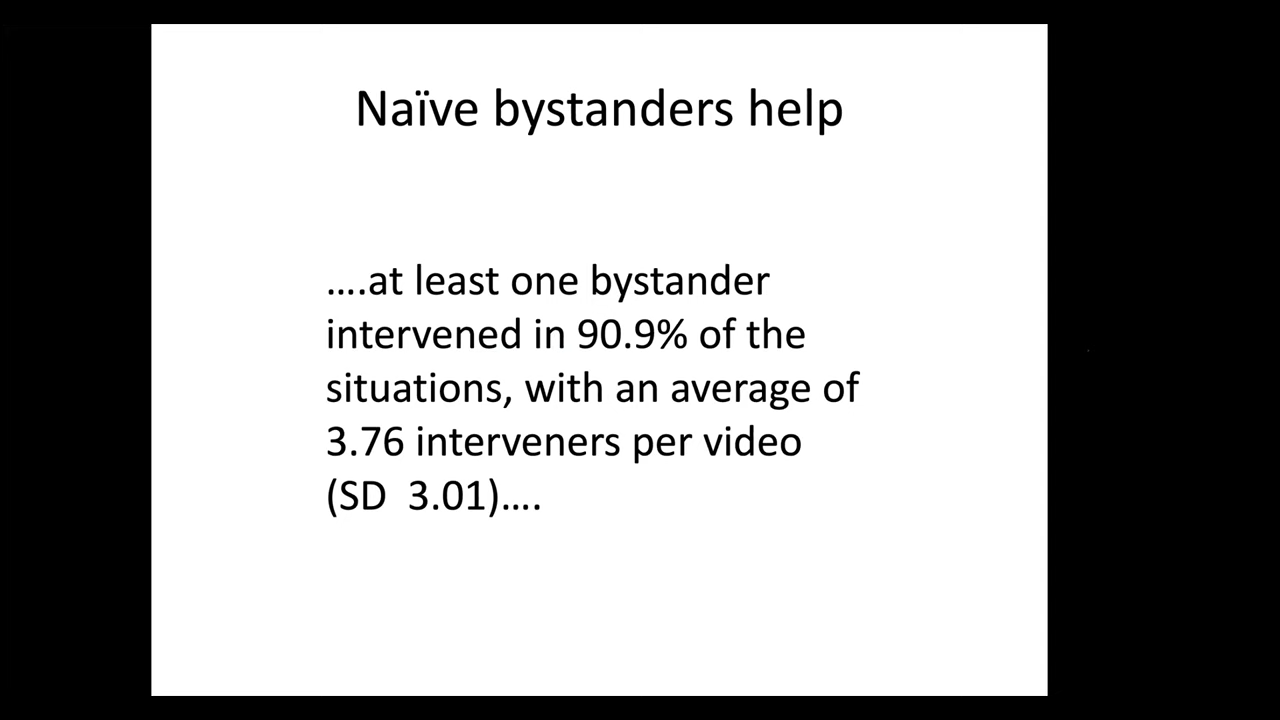 Naïve bystanders help
....at least one bystander
intervened in 90.9% of the
situations, with an average of
3.76 interveners per video
(SD  3.01)....